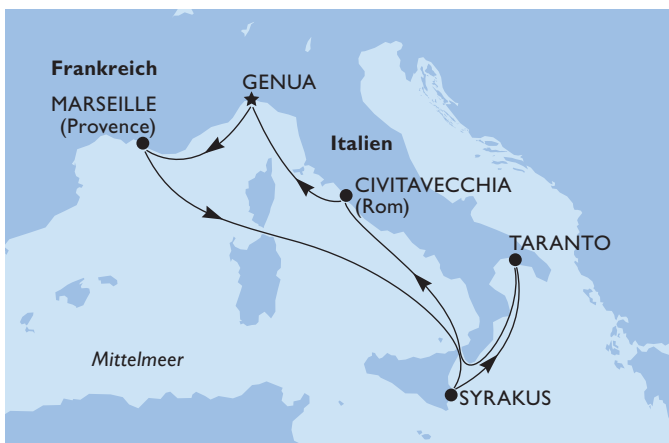 Frankreich
GENUA
MARSEILLE
(Provence)
Italien
CIVITAVECCHIA
(Rom)
TARANTO
Mittelmeer
SYRAKUS